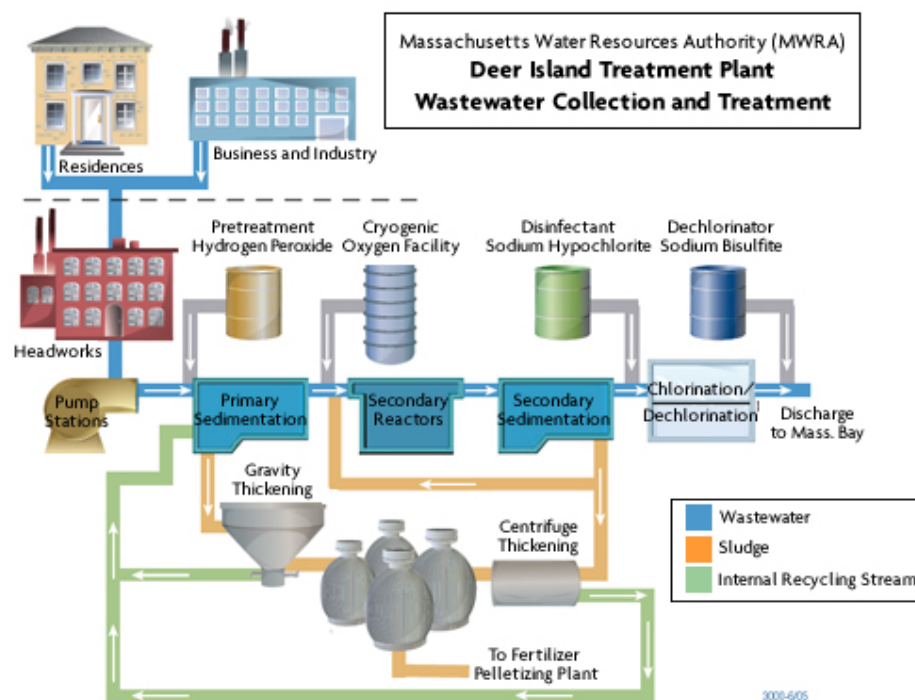 Massachusetts Water Resources Authority (MWRA)
Deer Island Treatment Plant
Wastewater Collection and Treatment
Residences
Business and Industry
Pretreatment
Hydrogen Peroxide
Cryogenic
Oxygen Facility
Disinfectant
Sodium Hypochlorite
Dechlorinator
Sodium Bisulfite
Headworks
Pump
Stations
Primary
Sedimentation
Secondary
Reactors
Secondary
Sedimentation
Chlorination/
Dechlorination
Discharge
to Mass. Bay
Gravity
Thickening
Centrifuge
Thickening
Wastewater
Sludge
Internal Recycling Stream
To Fertilizer
Pelletizing Plant
3008-6/05